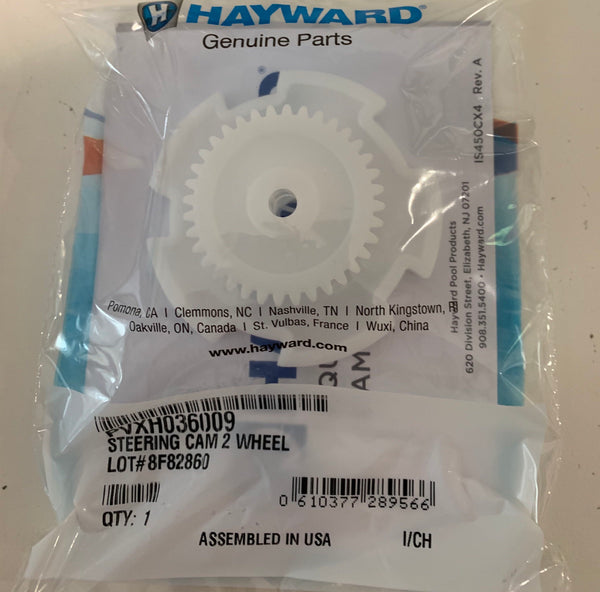 H HAYWARD®
Genuine Parts
IS450CX4 Rev. A
Hayward Pool Products
620 Division Street, Elizabeth, NJ 07201
908.351.5400 • Hayward.com
Pomona, CA I Clemmons, NC I Nashville, TN I North Kingstown, RI
Oakville, ON, Canada I St. Vulbas, France I Wuxi, China
www.hayward.com
PVXH036009
STEERING CAM 2 WHEEL
LOT# 8F82860
0 610377 289566
QTY: 1
ASSEMBLED IN USA I/CH